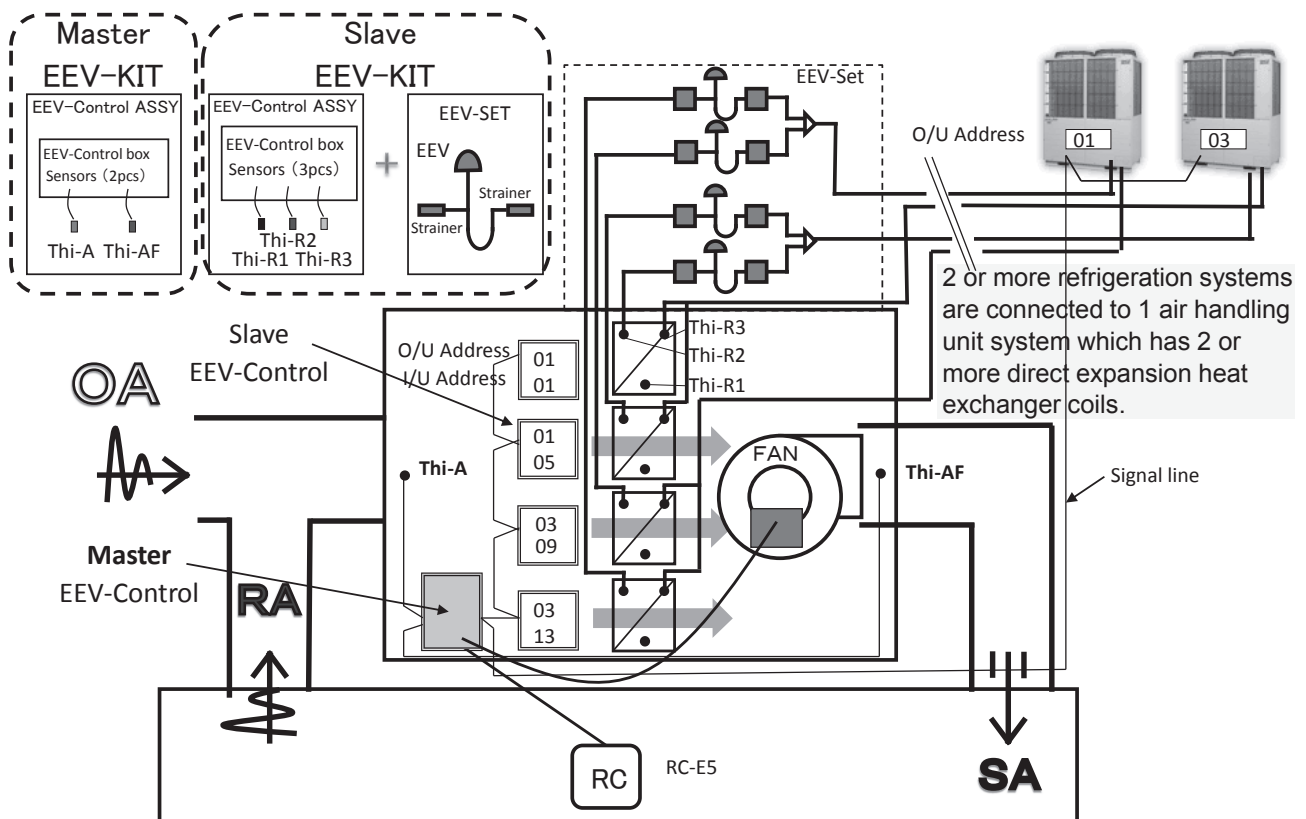 Master
EEV-KIT
EEV-Control ASSY
EEV-Control box
Sensors (2pcs)
Thi-A Thi-AF
Slave
EEV-KIT
EEV-Control ASSY
EEV-Control box
Sensors (3pcs)
Thi-R2
Thi-R1 Thi-R3
+
EEV-SET
EEV
Strainer
Strainer
EEV-Set
O/U Address
01
03
2 or more refrigeration systems
are connected to 1 air handling
unit system which has 2 or
more direct expansion heat
exchanger coils.
Slave
EEV-Control
O/U Address
I/U Address
01
01
01
05
03
09
03
13
Thi-R3
Thi-R2
Thi-R1
OA
Thi-A
FAN
Thi-AF
Signal line
Master
EEV-Control
RA
RC
RC-E5
SA